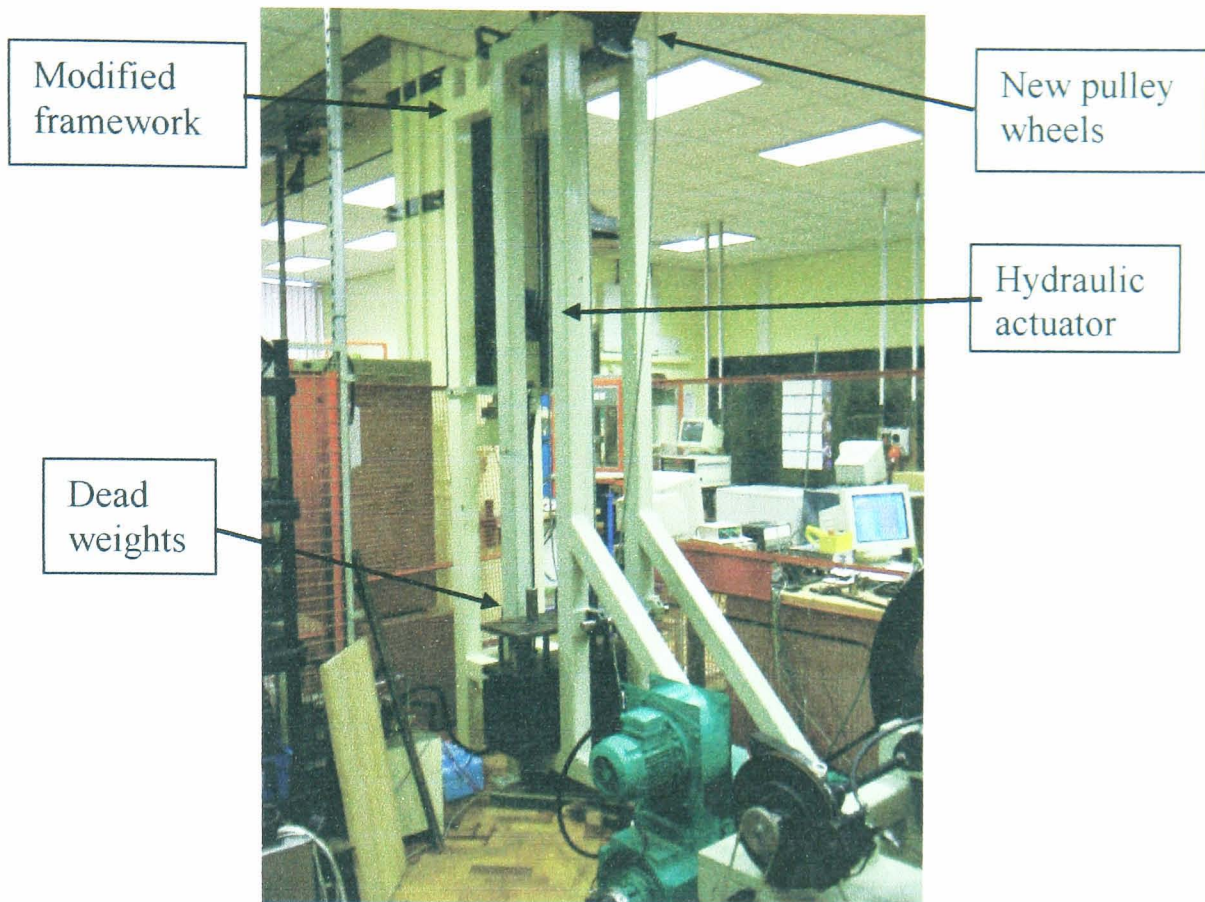 Modified
framework
New pulley
wheels
Hydraulic
actuator
Dead
weights